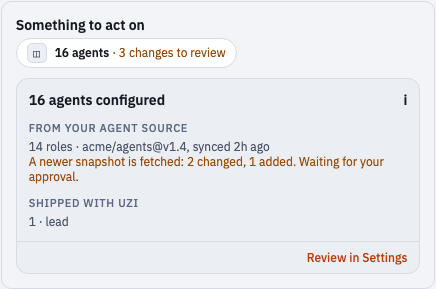 Something to act on
16 agents · 3 changes to review
16 agents configured
i
FROM YOUR AGENT SOURCE
14 roles · acme/agents@v1.4, synced 2h ago
A newer snapshot is fetched: 2 changed, 1 added. Waiting for your
approval.
SHIPPED WITH UZI
1 · lead
Review in Settings